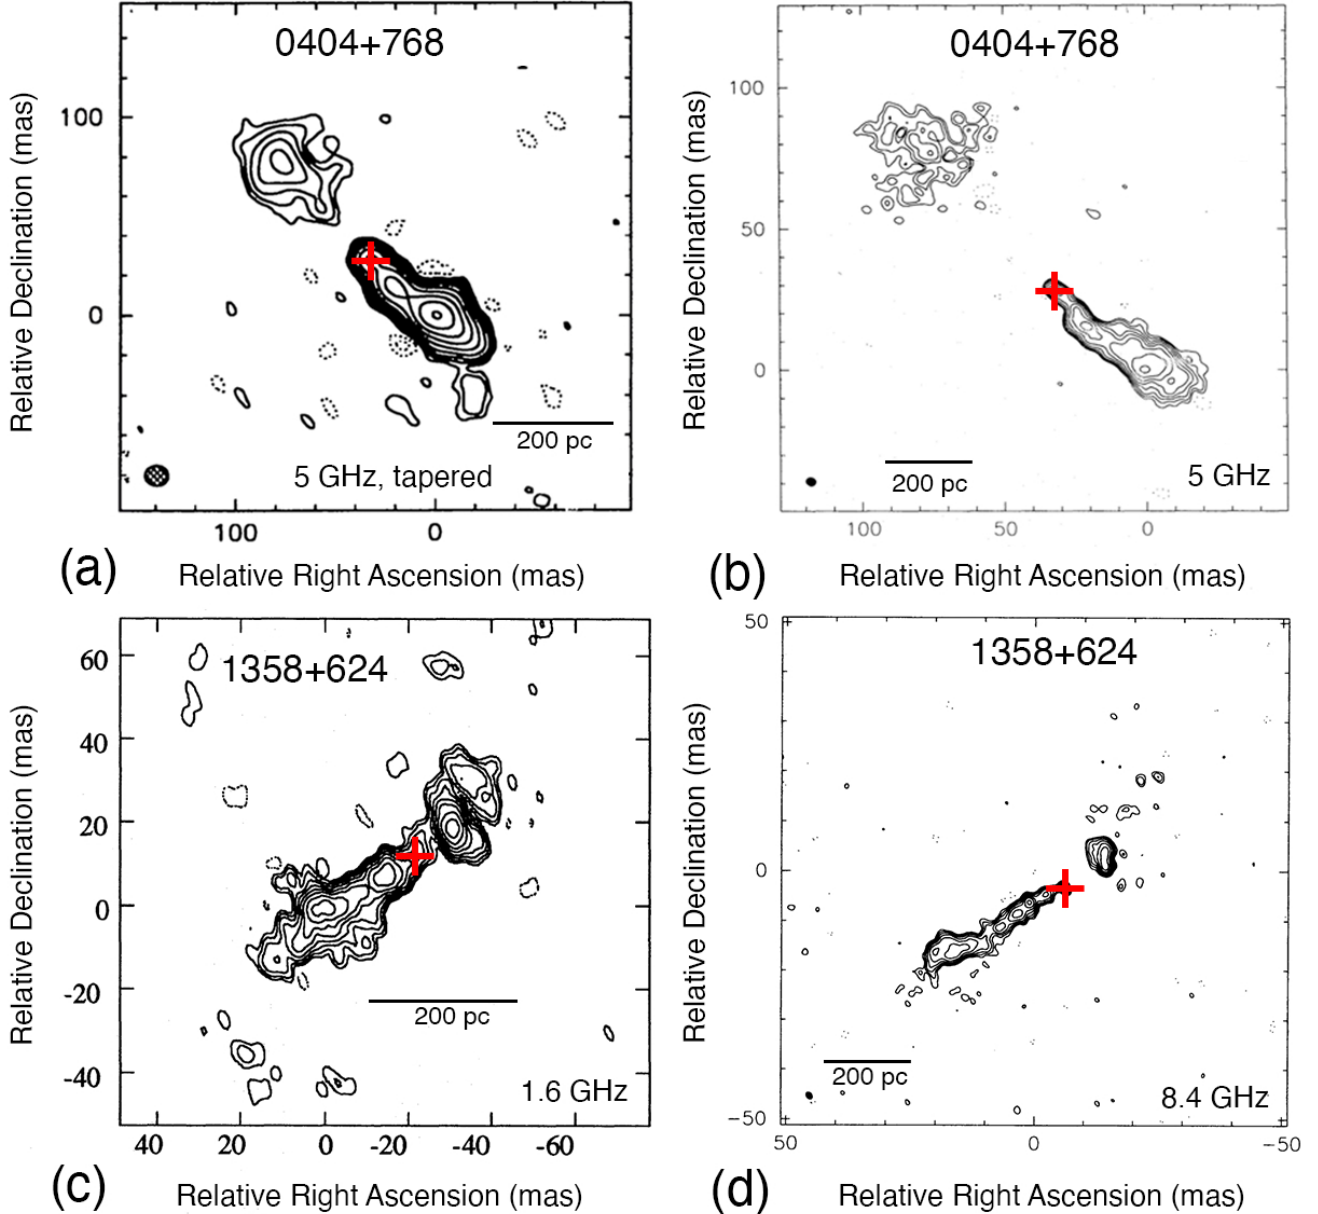 0404+768
Relative Declination (mas)
100
0
200 pc
5 GHz, tapered
100 0
(a) Relative Right Ascension (mas)
0404+768
Relative Declination (mas)
100
50
0
200 pc
5 GHz
100 50 0
(b) Relative Right Ascension (mas)
1358+624
Relative Declination (mas)
60
40
20
0
-20
-40
200 pc
1.6 GHz
40 20 0 -20 -40 -60
(c) Relative Right Ascension (mas)
50
1358+624
Relative Declination (mas)
0
200 pc
8.4 GHz
−50
50 0 −50
(d) Relative Right Ascension (mas)